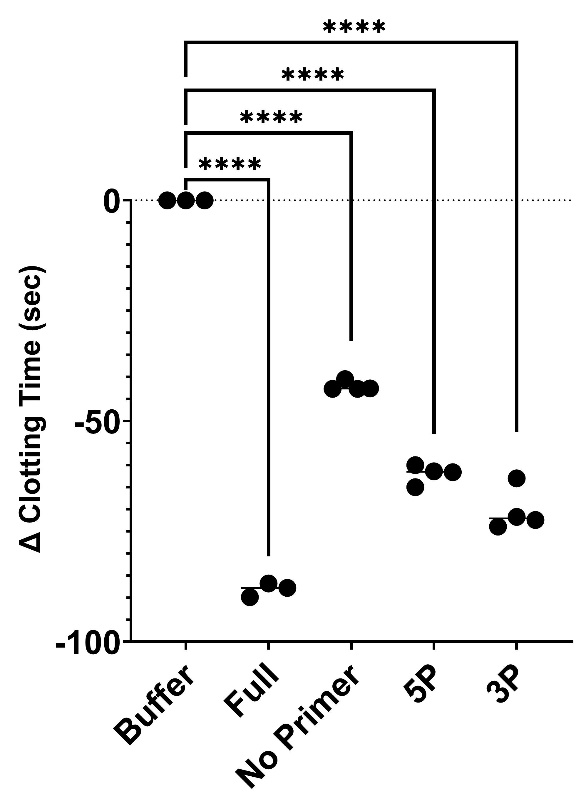 ****
****
****
****
0
-50
-100
Δ Clotting Time (sec)
Buffer
Full
No Primer
5P
3P